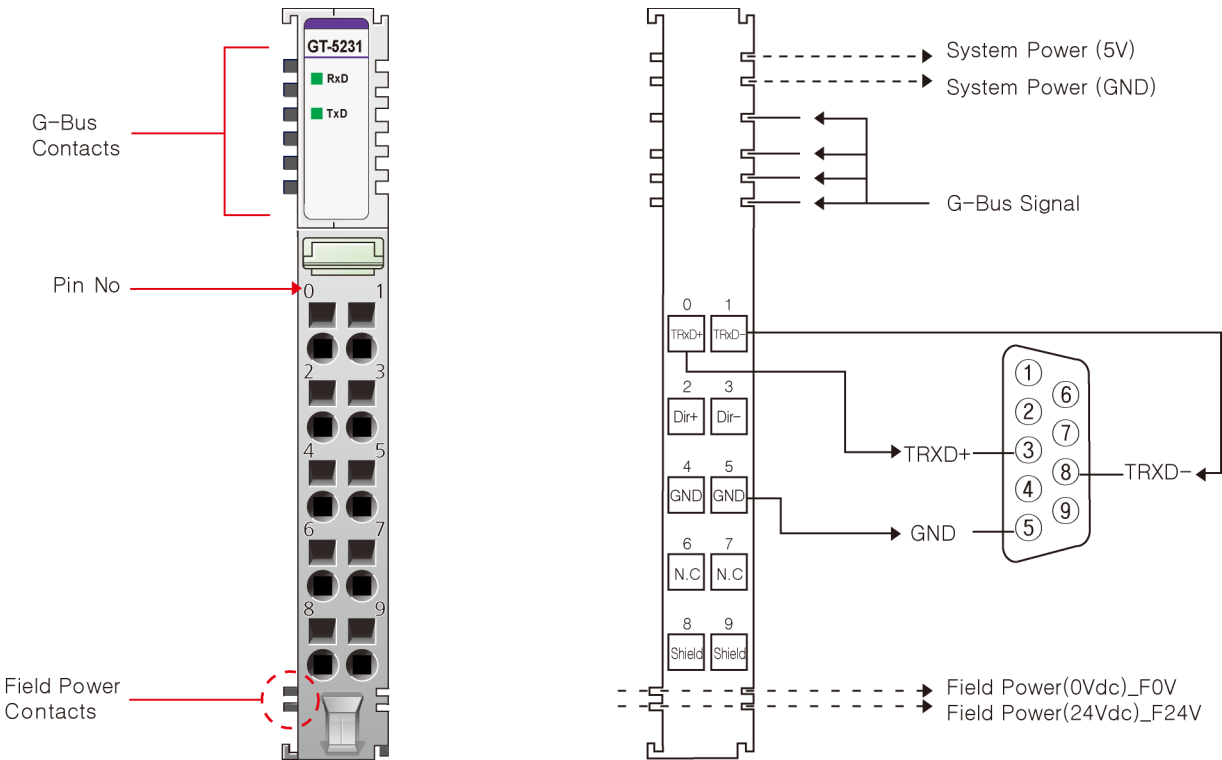 GT-5231
RxD
TxD
G-Bus
Contacts
Pin No
0 1
2 3
4 5
6 7
8 9
Field Power
Contacts
System Power (5V)
System Power (GND)
G-Bus Signal
0 1
TRxD+ TRxD-
2 3
Dir+ Dir-
4 5
GND GND
6 7
N.C N.C
8 9
Shield Shield
1
6
2
7
TRXD+ 3
8 TRXD-
4
9
GND 5
Field Power(0Vdc)_F0V
Field Power(24Vdc)_F24V